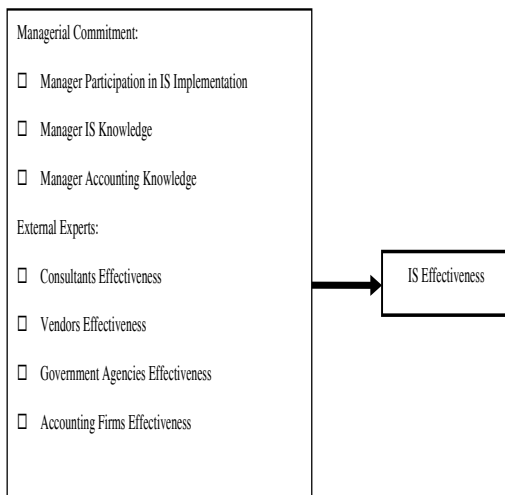 Managerial Commitment:
□ Manager Participation in IS Implementation
□ Manager IS Knowledge
□ Manager Accounting Knowledge
External Experts:
□ Consultants Effectiveness
□ Vendors Effectiveness
□ Government Agencies Effectiveness
□ Accounting Firms Effectiveness
IS Effectiveness